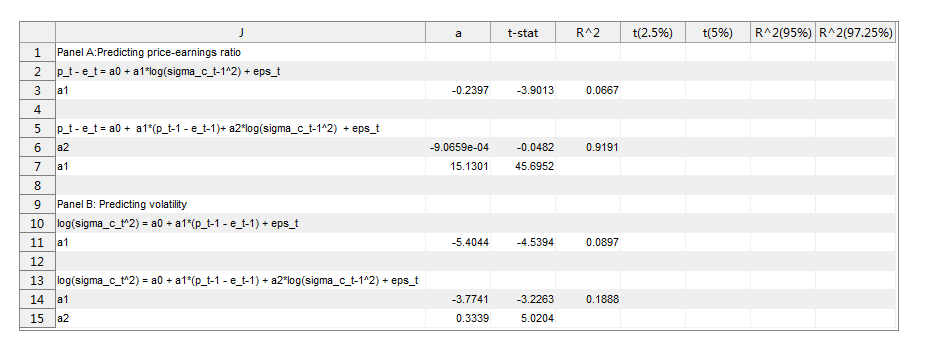 J a t-stat R^2 t(2.5%) t(5%) R^2(95%) R^2(97.25%)
1 Panel A:Predicting price-earnings ratio
2 p_t - e_t = a0 + a1*log(sigma_c_t-1^2) + eps_t
3 a1 -0.2397 -3.9013 0.0667
4
5 p_t - e_t = a0 + a1*(p_t-1 - e_t-1)+ a2*log(sigma_c_t-1^2) + eps_t
6 a2 -9.0659e-04 -0.0482 0.9191
7 a1 15.1301 45.6952
8
9 Panel B: Predicting volatility
10 log(sigma_c_t^2) = a0 + a1*(p_t-1 - e_t-1) + eps_t
11 a1 -5.4044 -4.5394 0.0897
12
13 log(sigma_c_t^2) = a0 + a1*(p_t-1 - e_t-1) + a2*log(sigma_c_t-1^2) + eps_t
14 a1 -3.7741 -3.2263 0.1888
15 a2 0.3339 5.0204